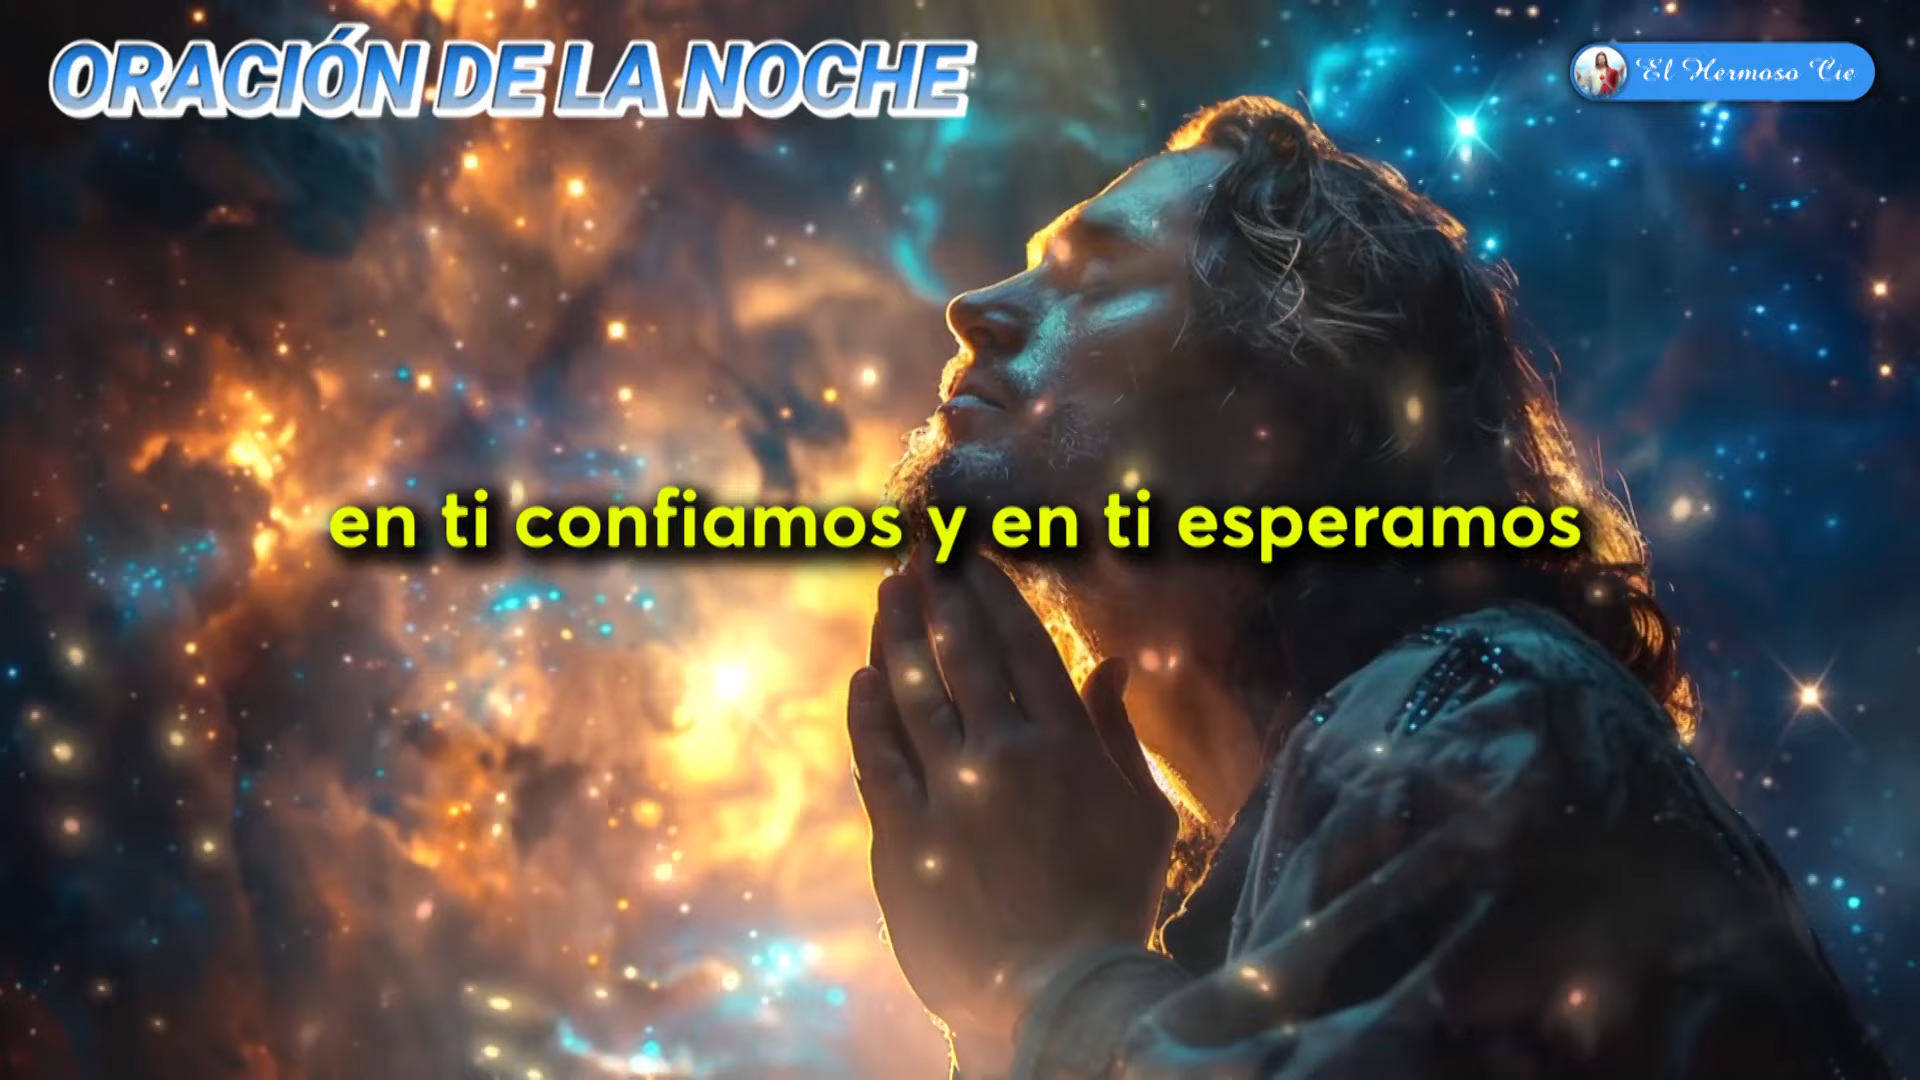 ORACIÓN DE LA NOCHE
El Hermoso Cie
en ti confiamos y en ti esperamos